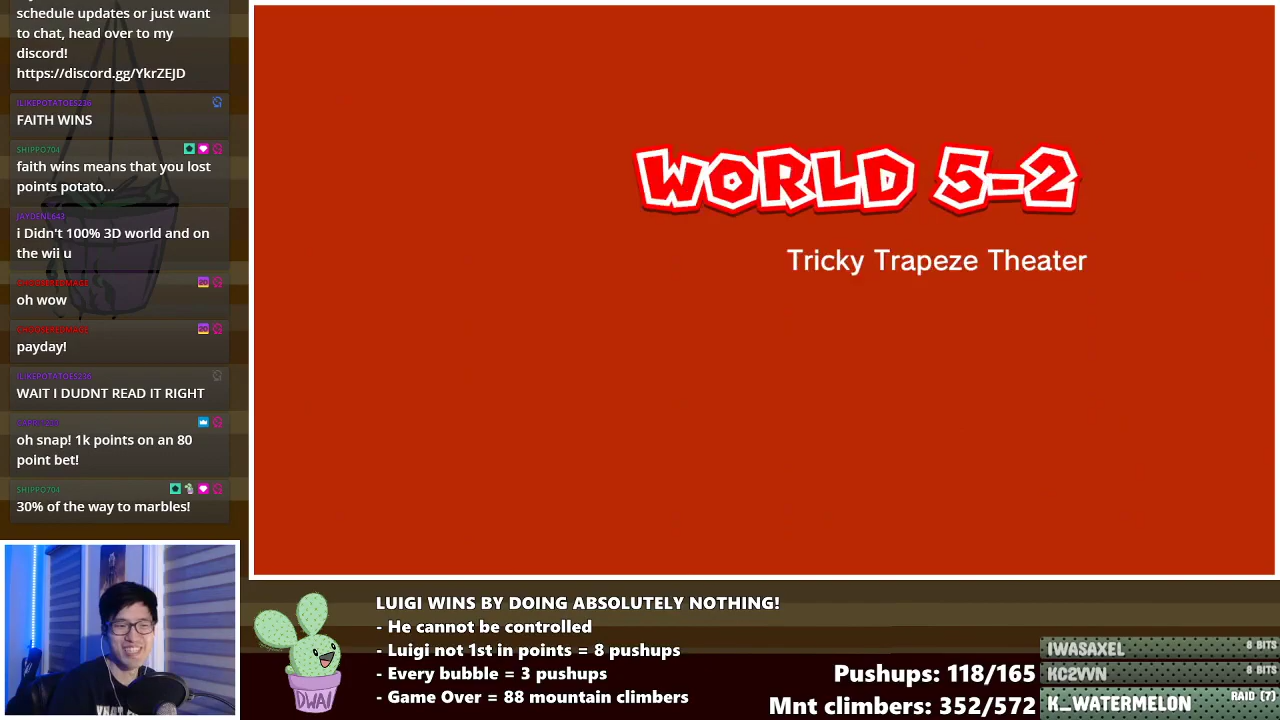 schedule updates or just want
to chat, head over to my
discord!
https://discord.gg/YkrZEJD
ILIKEPOTATOES236
FAITH WINS
SHIPPO704
faith wins means that you lost
points potato...
JAYDENL643
i Didn't 100% 3D world and on
the wii u
oh wow
payday!
ILIKEPOTATOES236
WAIT I DUDNT READ IT RIGHT
oh snap! 1k points on an 80
point bet!
SHIPPO704
30% of the way to marbles!
WORLD 5-2
Tricky Trapeze Theater
DWAI
LUIGI WINS BY DOING ABSOLUTELY NOTHING!
- He cannot be controlled
- Luigi not 1st in points = 8 pushups
- Every bubble = 3 pushups
- Game Over = 88 mountain climbers
Pushups: 118/165
Mnt climbers: 352/572
IWASAXEL 8 BITS
KC2VVN 8 BITS
K_WATERMELON RAID (7)